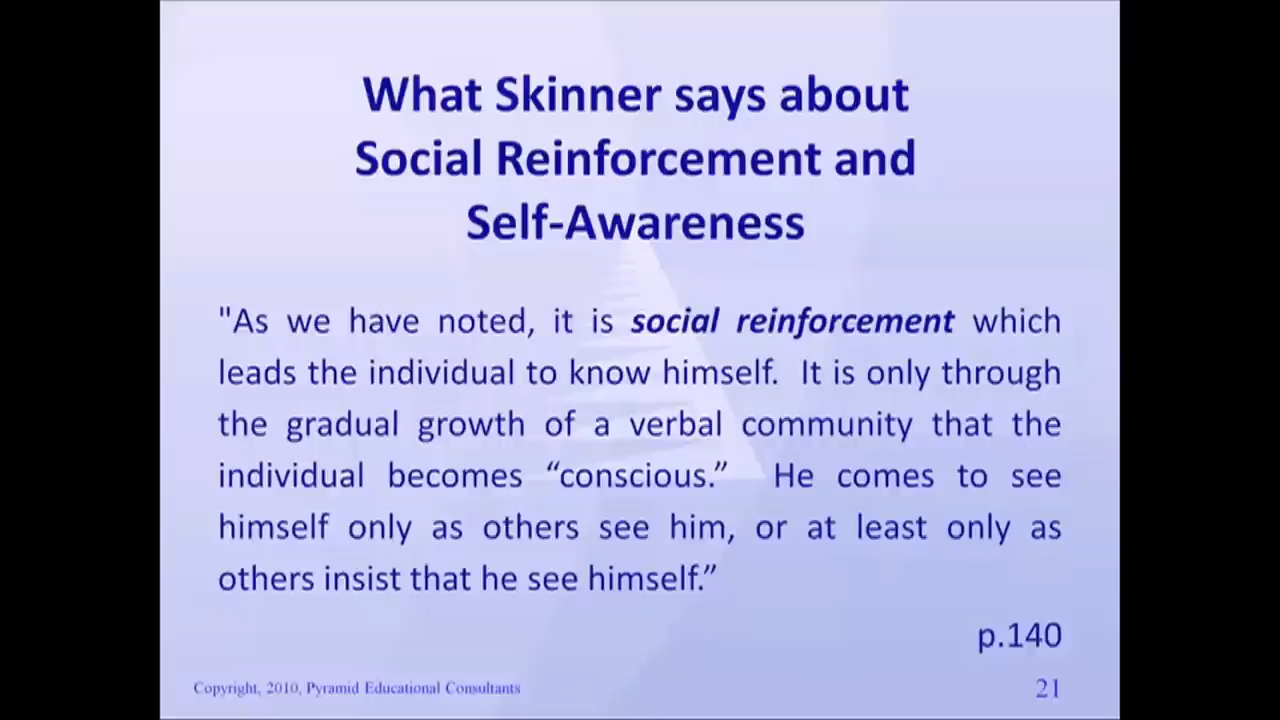 What Skinner says about
Social Reinforcement and
Self-Awareness
"As we have noted, it is social reinforcement which
leads the individual to know himself.  It is only through
the gradual growth of a verbal community that the
individual becomes “conscious.”  He comes to see
himself only as others see him, or at least only as
others insist that he see himself.”
p.140
Copyright, 2010, Pyramid Educational Consultants
21